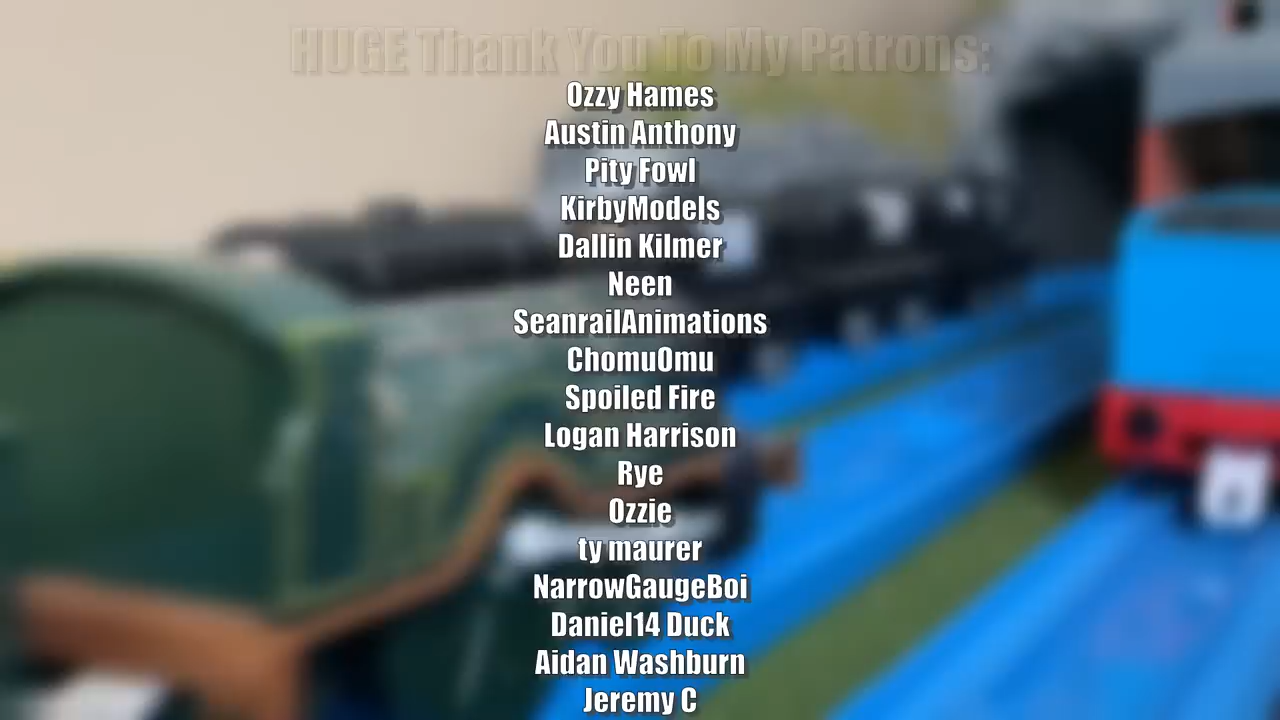 HUGE Thank You To My Patrons:
Ozzy Hames
Austin Anthony
Pity Fowl
KirbyModels
Dallin Kilmer
Neen
SeanrailAnimations
ChomuOmu
Spoiled Fire
Logan Harrison
Rye
Ozzie
ty maurer
NarrowGaugeBoi
Daniel14 Duck
Aidan Washburn
Jeremy C